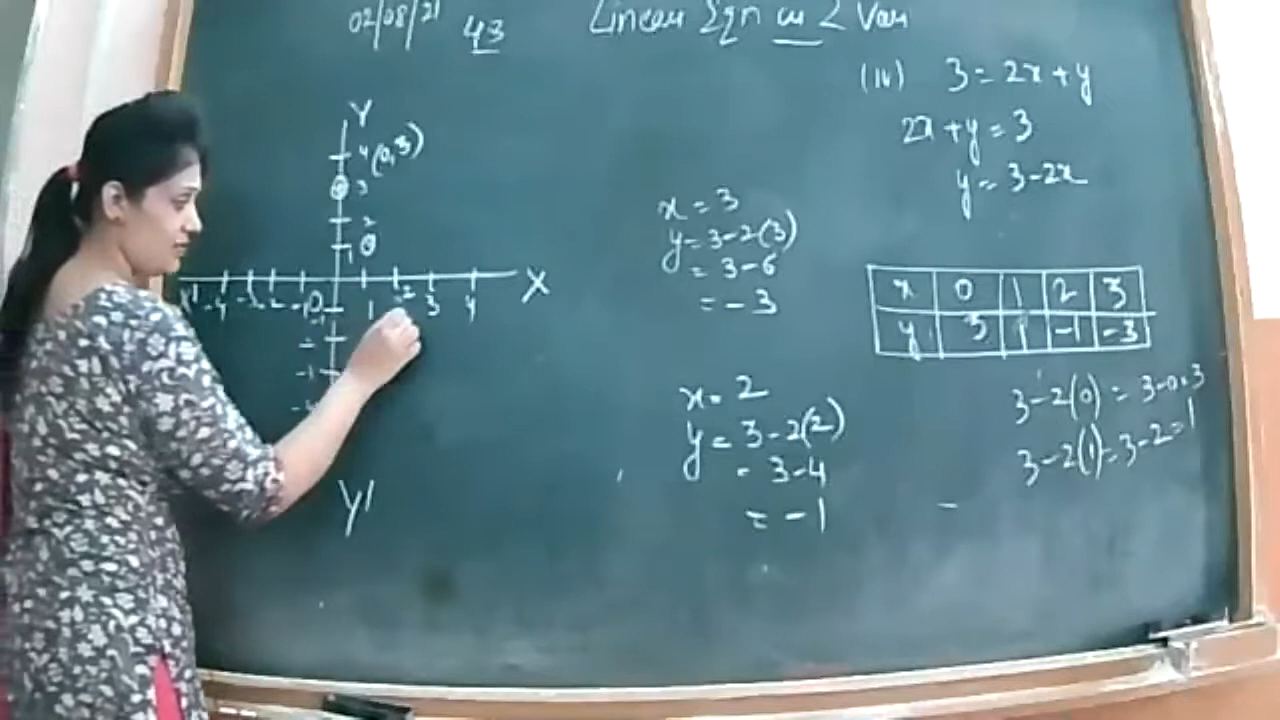 02/08/21 43 Linear Eqn in 2 Var
(iv) 3 = 2x + y
2x + y = 3
y = 3-2x
Y
4 (0,3)
3
2
1
X' -4 -3 -2 -1 0 1 2 3 4 X
-1
Y'
x = 3
y = 3-2(3)
= 3-6
= -3
x = 2
y = 3-2(2)
= 3-4
= -1
x 0 1 2 3
y 3 1 -1 -3
3-2(0) = 3-0=3
3-2(1)=3-2=1